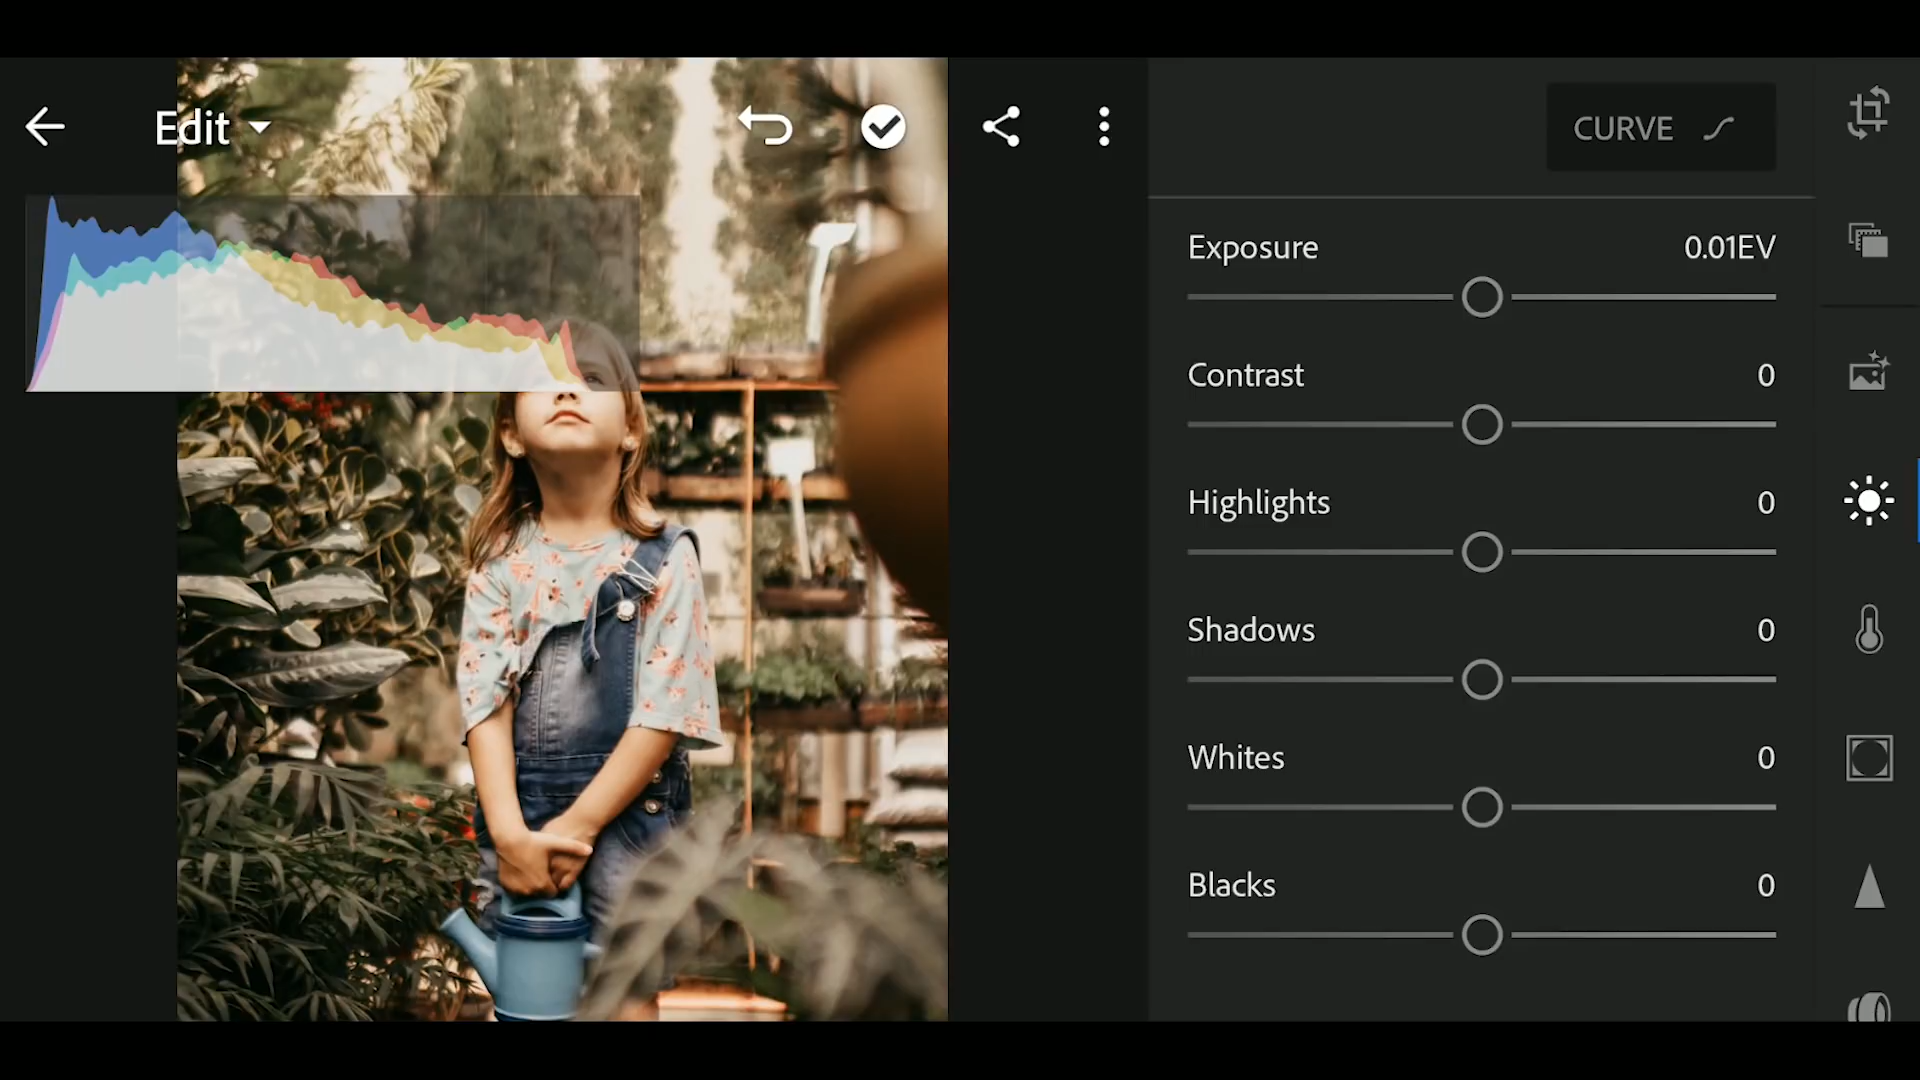 Edit
CURVE
Exposure 0.01EV
Contrast 0
Highlights 0
Shadows 0
Whites 0
Blacks 0